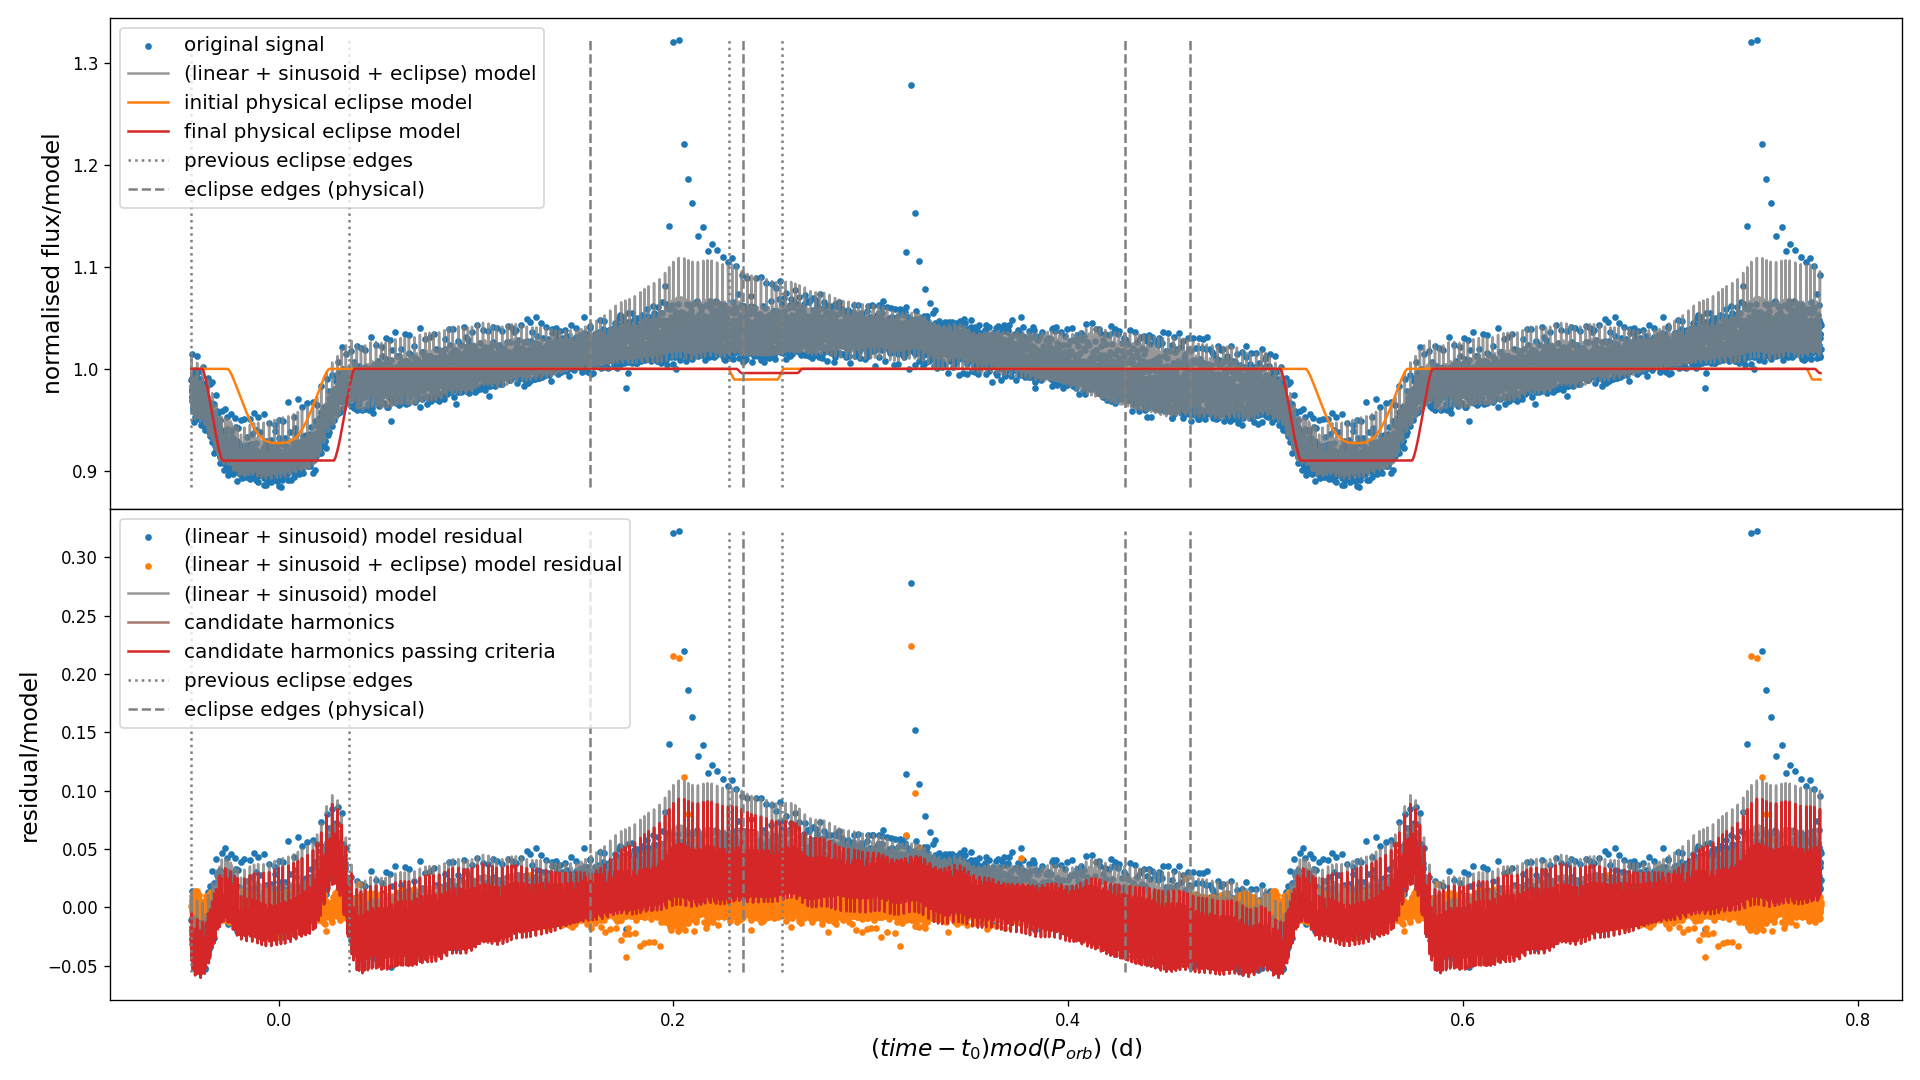 normalised flux/model
1.3
1.2
1.1
1.0
0.9
original signal
(linear + sinusoid + eclipse) model
initial physical eclipse model
final physical eclipse model
previous eclipse edges
eclipse edges (physical)
residual/model
0.30
0.25
0.20
0.15
0.10
0.05
0.00
−0.05
(linear + sinusoid) model residual
(linear + sinusoid + eclipse) model residual
(linear + sinusoid) model
candidate harmonics
candidate harmonics passing criteria
previous eclipse edges
eclipse edges (physical)
0.0 0.2 0.4 0.6 0.8
(time − t₀)mod(Pₒᵣb) (d)